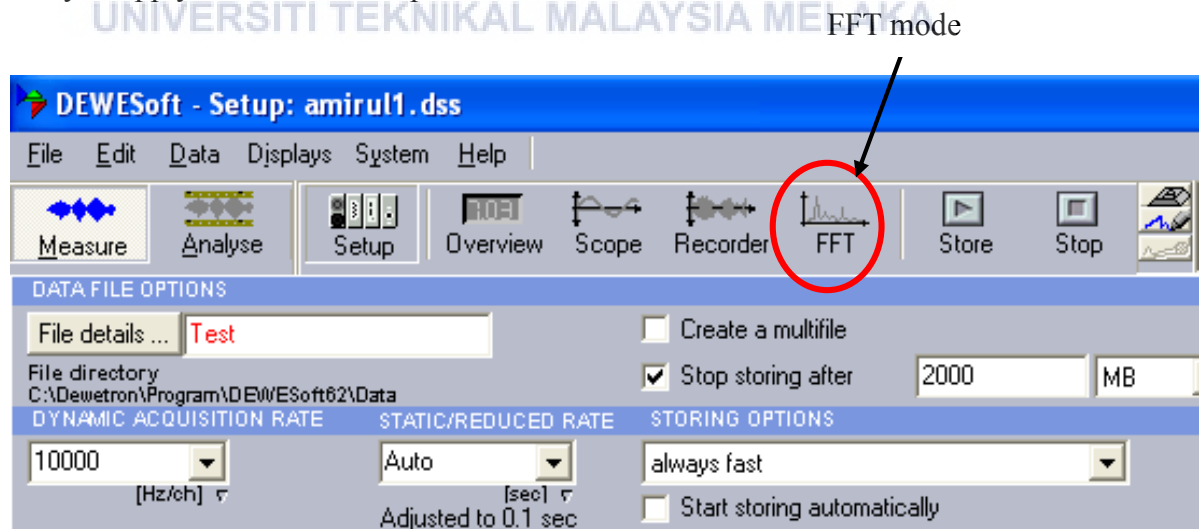 UNIVERSITI TEKNIKAL MALAYSIA MELAKA
FFT mode
DEWESoft - Setup: amirul1.dss
File Edit Data Displays System Help
Measure Analyse Setup Overview Scope Recorder FFT Store Stop
DATA FILE OPTIONS
File details ... Test
Create a multifile
File directory
C:\Dewetron\Program\DEWESoft62\Data
Stop storing after 2000 MB
DYNAMIC ACQUISITION RATE STATIC/REDUCED RATE STORING OPTIONS
10000 Auto always fast
[Hz/ch] [sec]
Adjusted to 0.1 sec
Start storing automatically